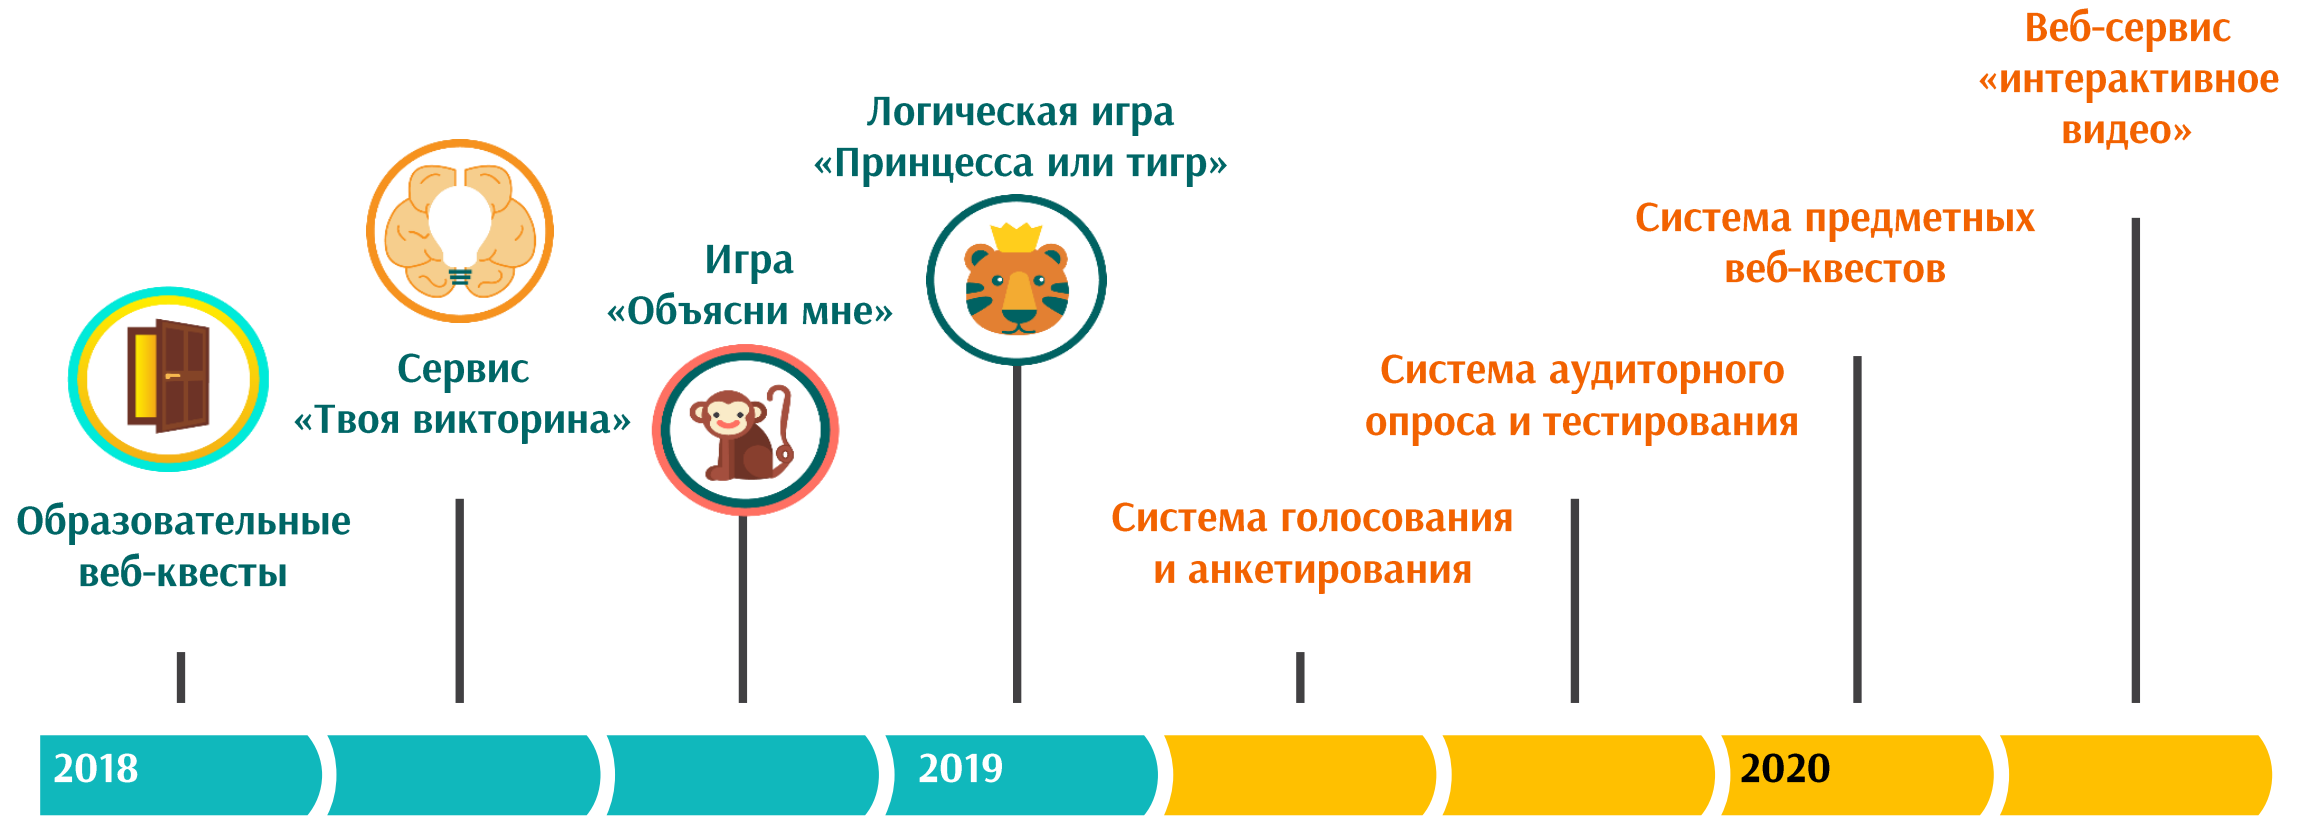 Образовательные
веб-квесты
Сервис
«Твоя викторина»
Игра
«Объясни мне»
Логическая игра
«Принцесса или тигр»
Система голосования
и анкетирования
Система аудиторного
опроса и тестирования
Система предметных
веб-квестов
Веб-сервис
«интерактивное
видео»
2018
2019
2020